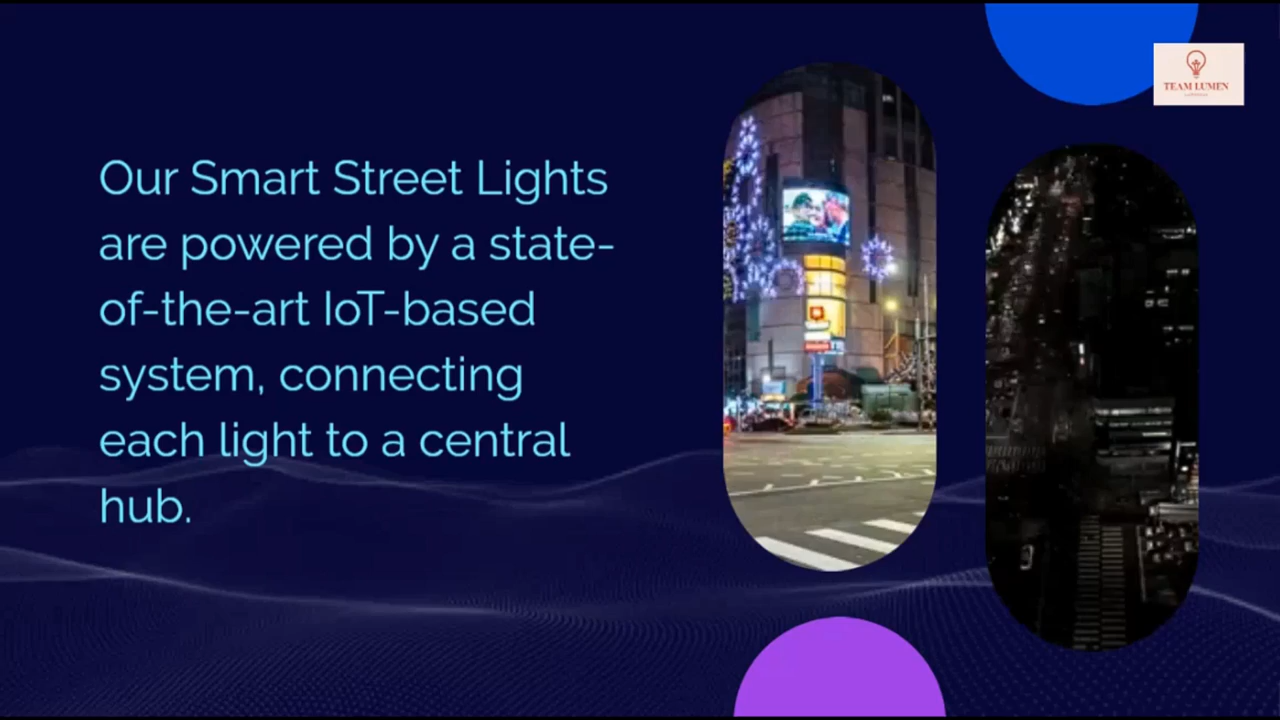 Our Smart Street Lights
are powered by a state-
of-the-art IoT-based
system, connecting
each light to a central
hub.
TEAM LUMEN